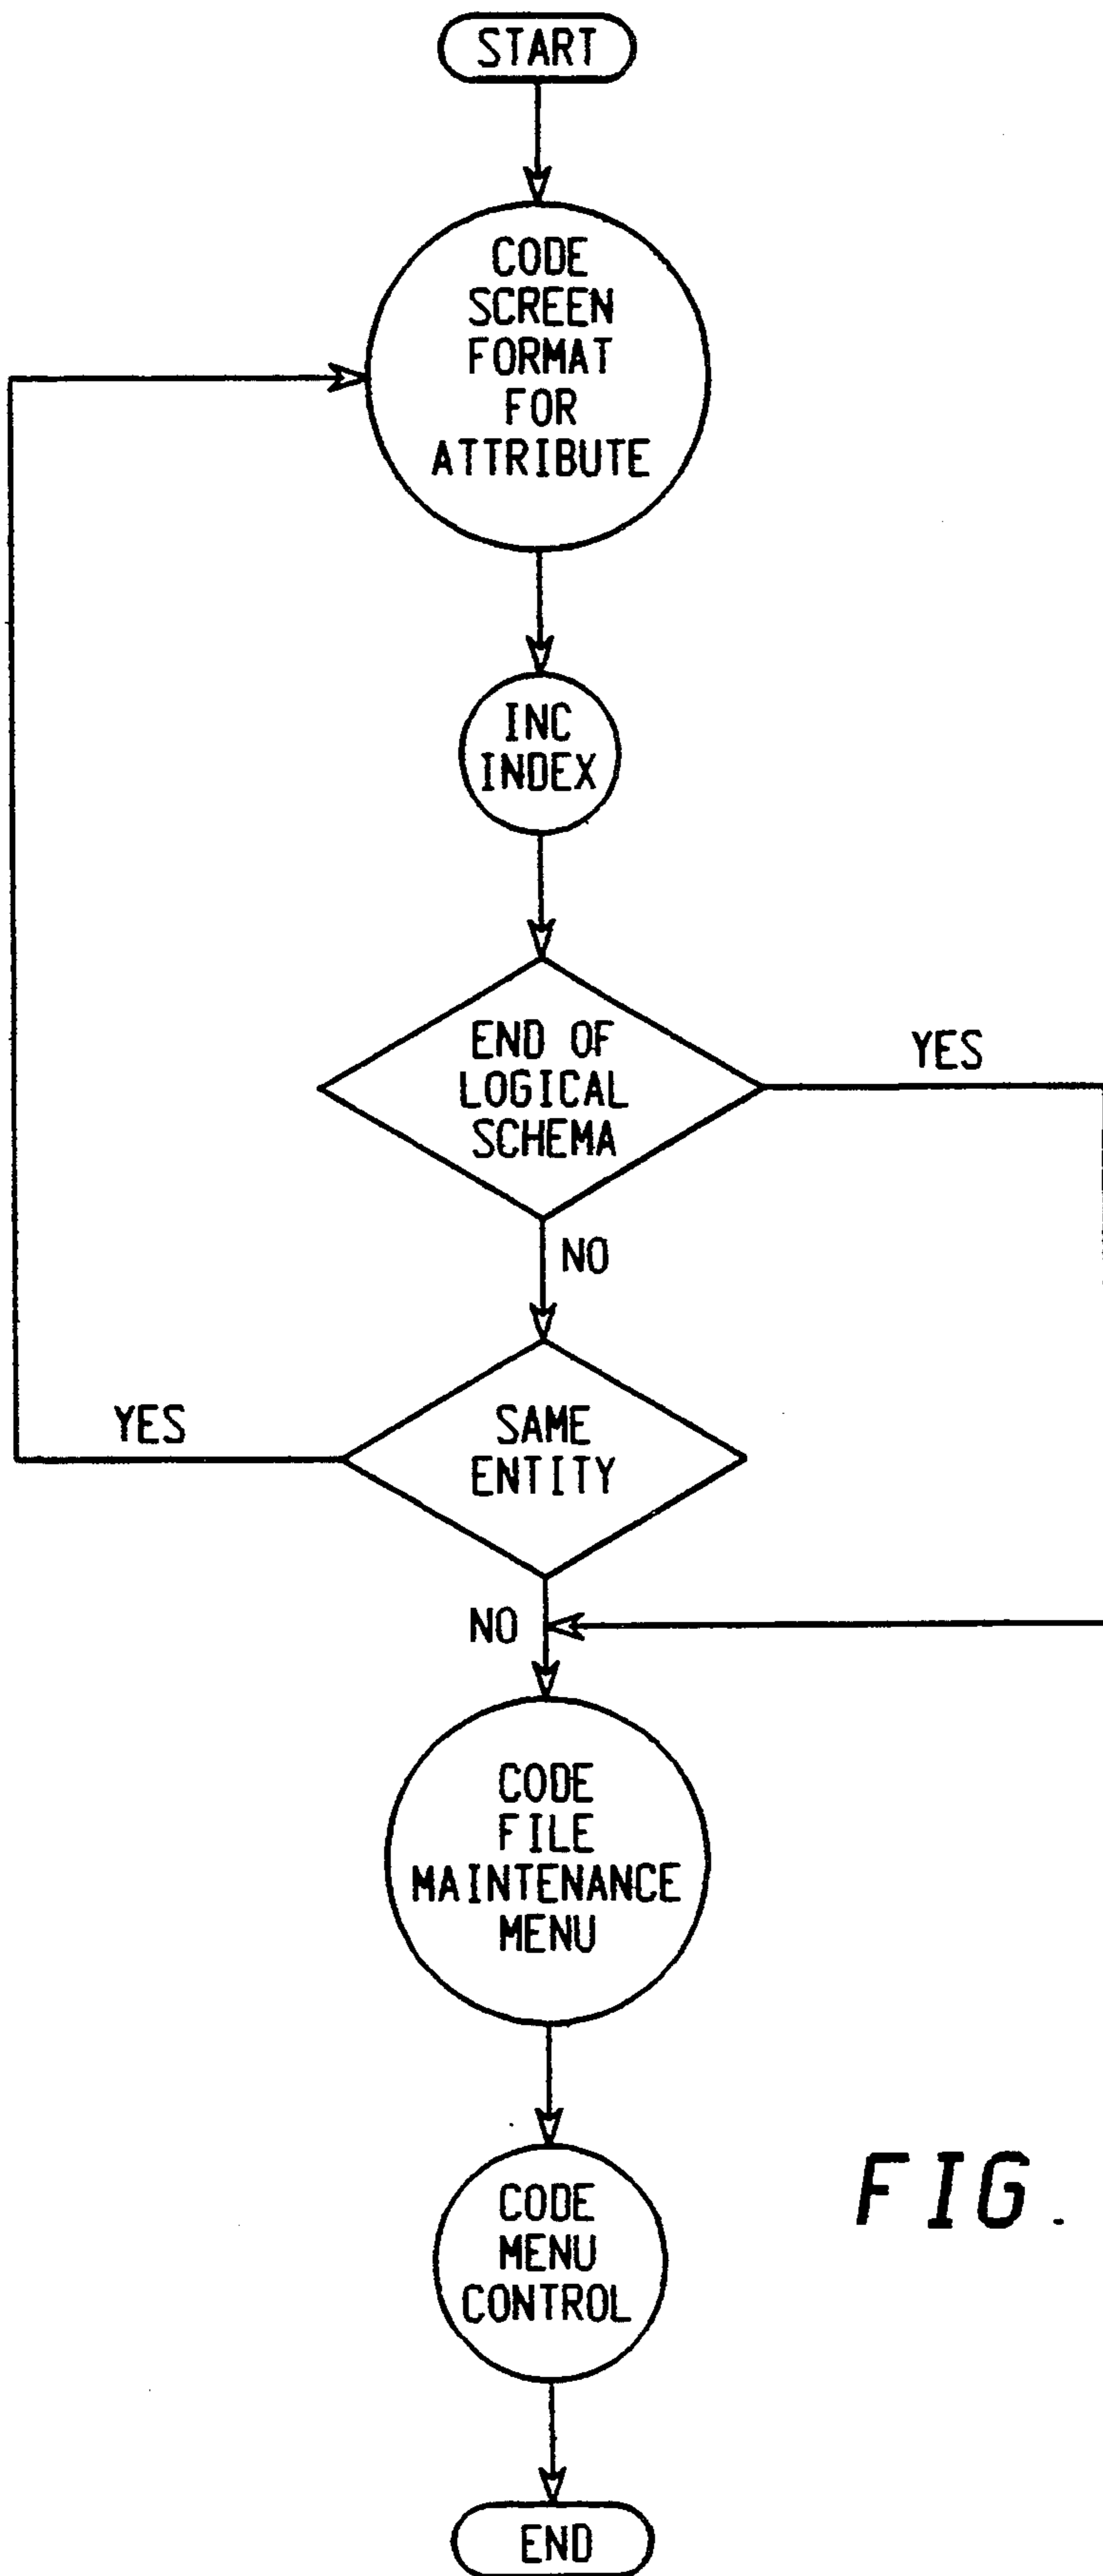 START
CODE
SCREEN
FORMAT
FOR
ATTRIBUTE
INC
INDEX
END OF
LOGICAL
SCHEMA
YES
NO
SAME
ENTITY
YES
NO
CODE
FILE
MAINTENANCE
MENU
CODE
MENU
CONTROL
FIG.
END